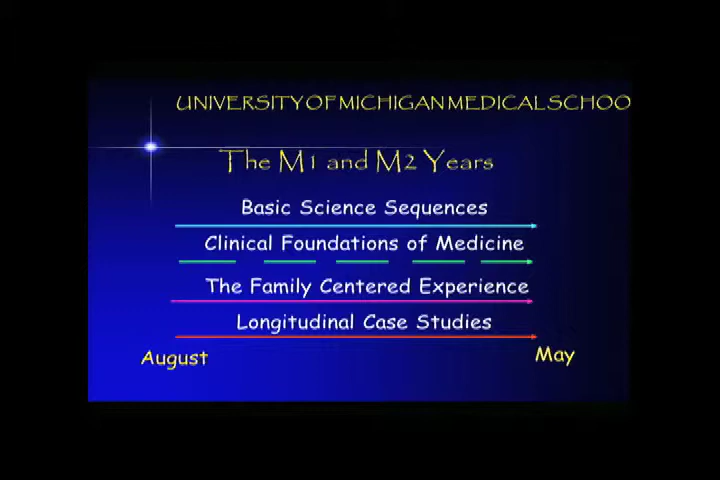 UNIVERSITY OF MICHIGAN MEDICAL SCHOO
The M1 and M2 Years
Basic Science Sequences
Clinical Foundations of Medicine
The Family Centered Experience
Longitudinal Case Studies
August
May